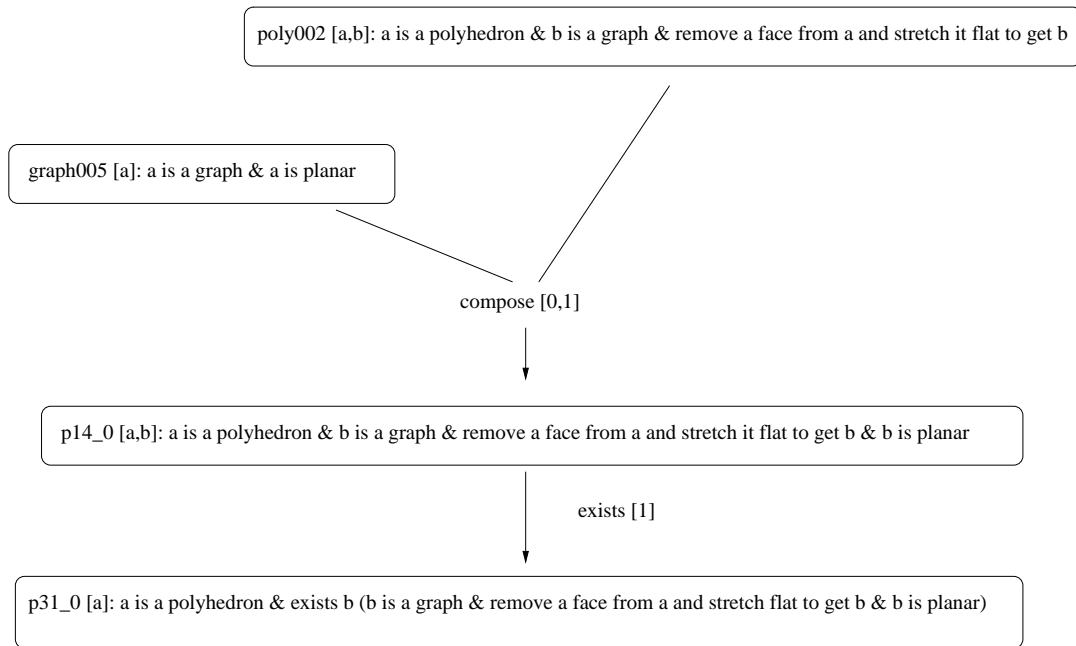 poly002 [a,b]: a is a polyhedron & b is a graph & remove a face from a and stretch it flat to get b
graph005 [a]: a is a graph & a is planar
compose [0,1]
p14_0 [a,b]: a is a polyhedron & b is a graph & remove a face from a and stretch it flat to get b & b is planar
exists [1]
p31_0 [a]: a is a polyhedron & exists b (b is a graph & remove a face from a and stretch flat to get b & b is planar)